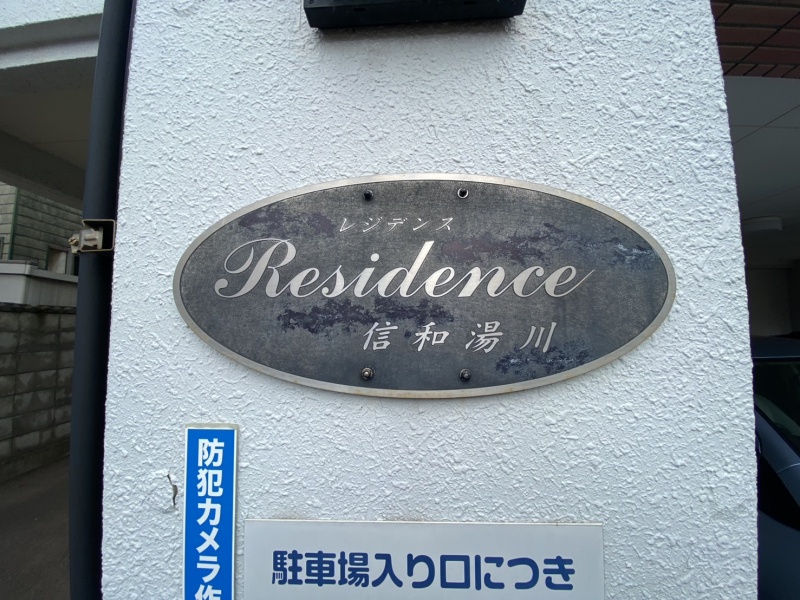 レジデンス
Residence
信和湯川
防犯カメラ作
駐車場入り口につき